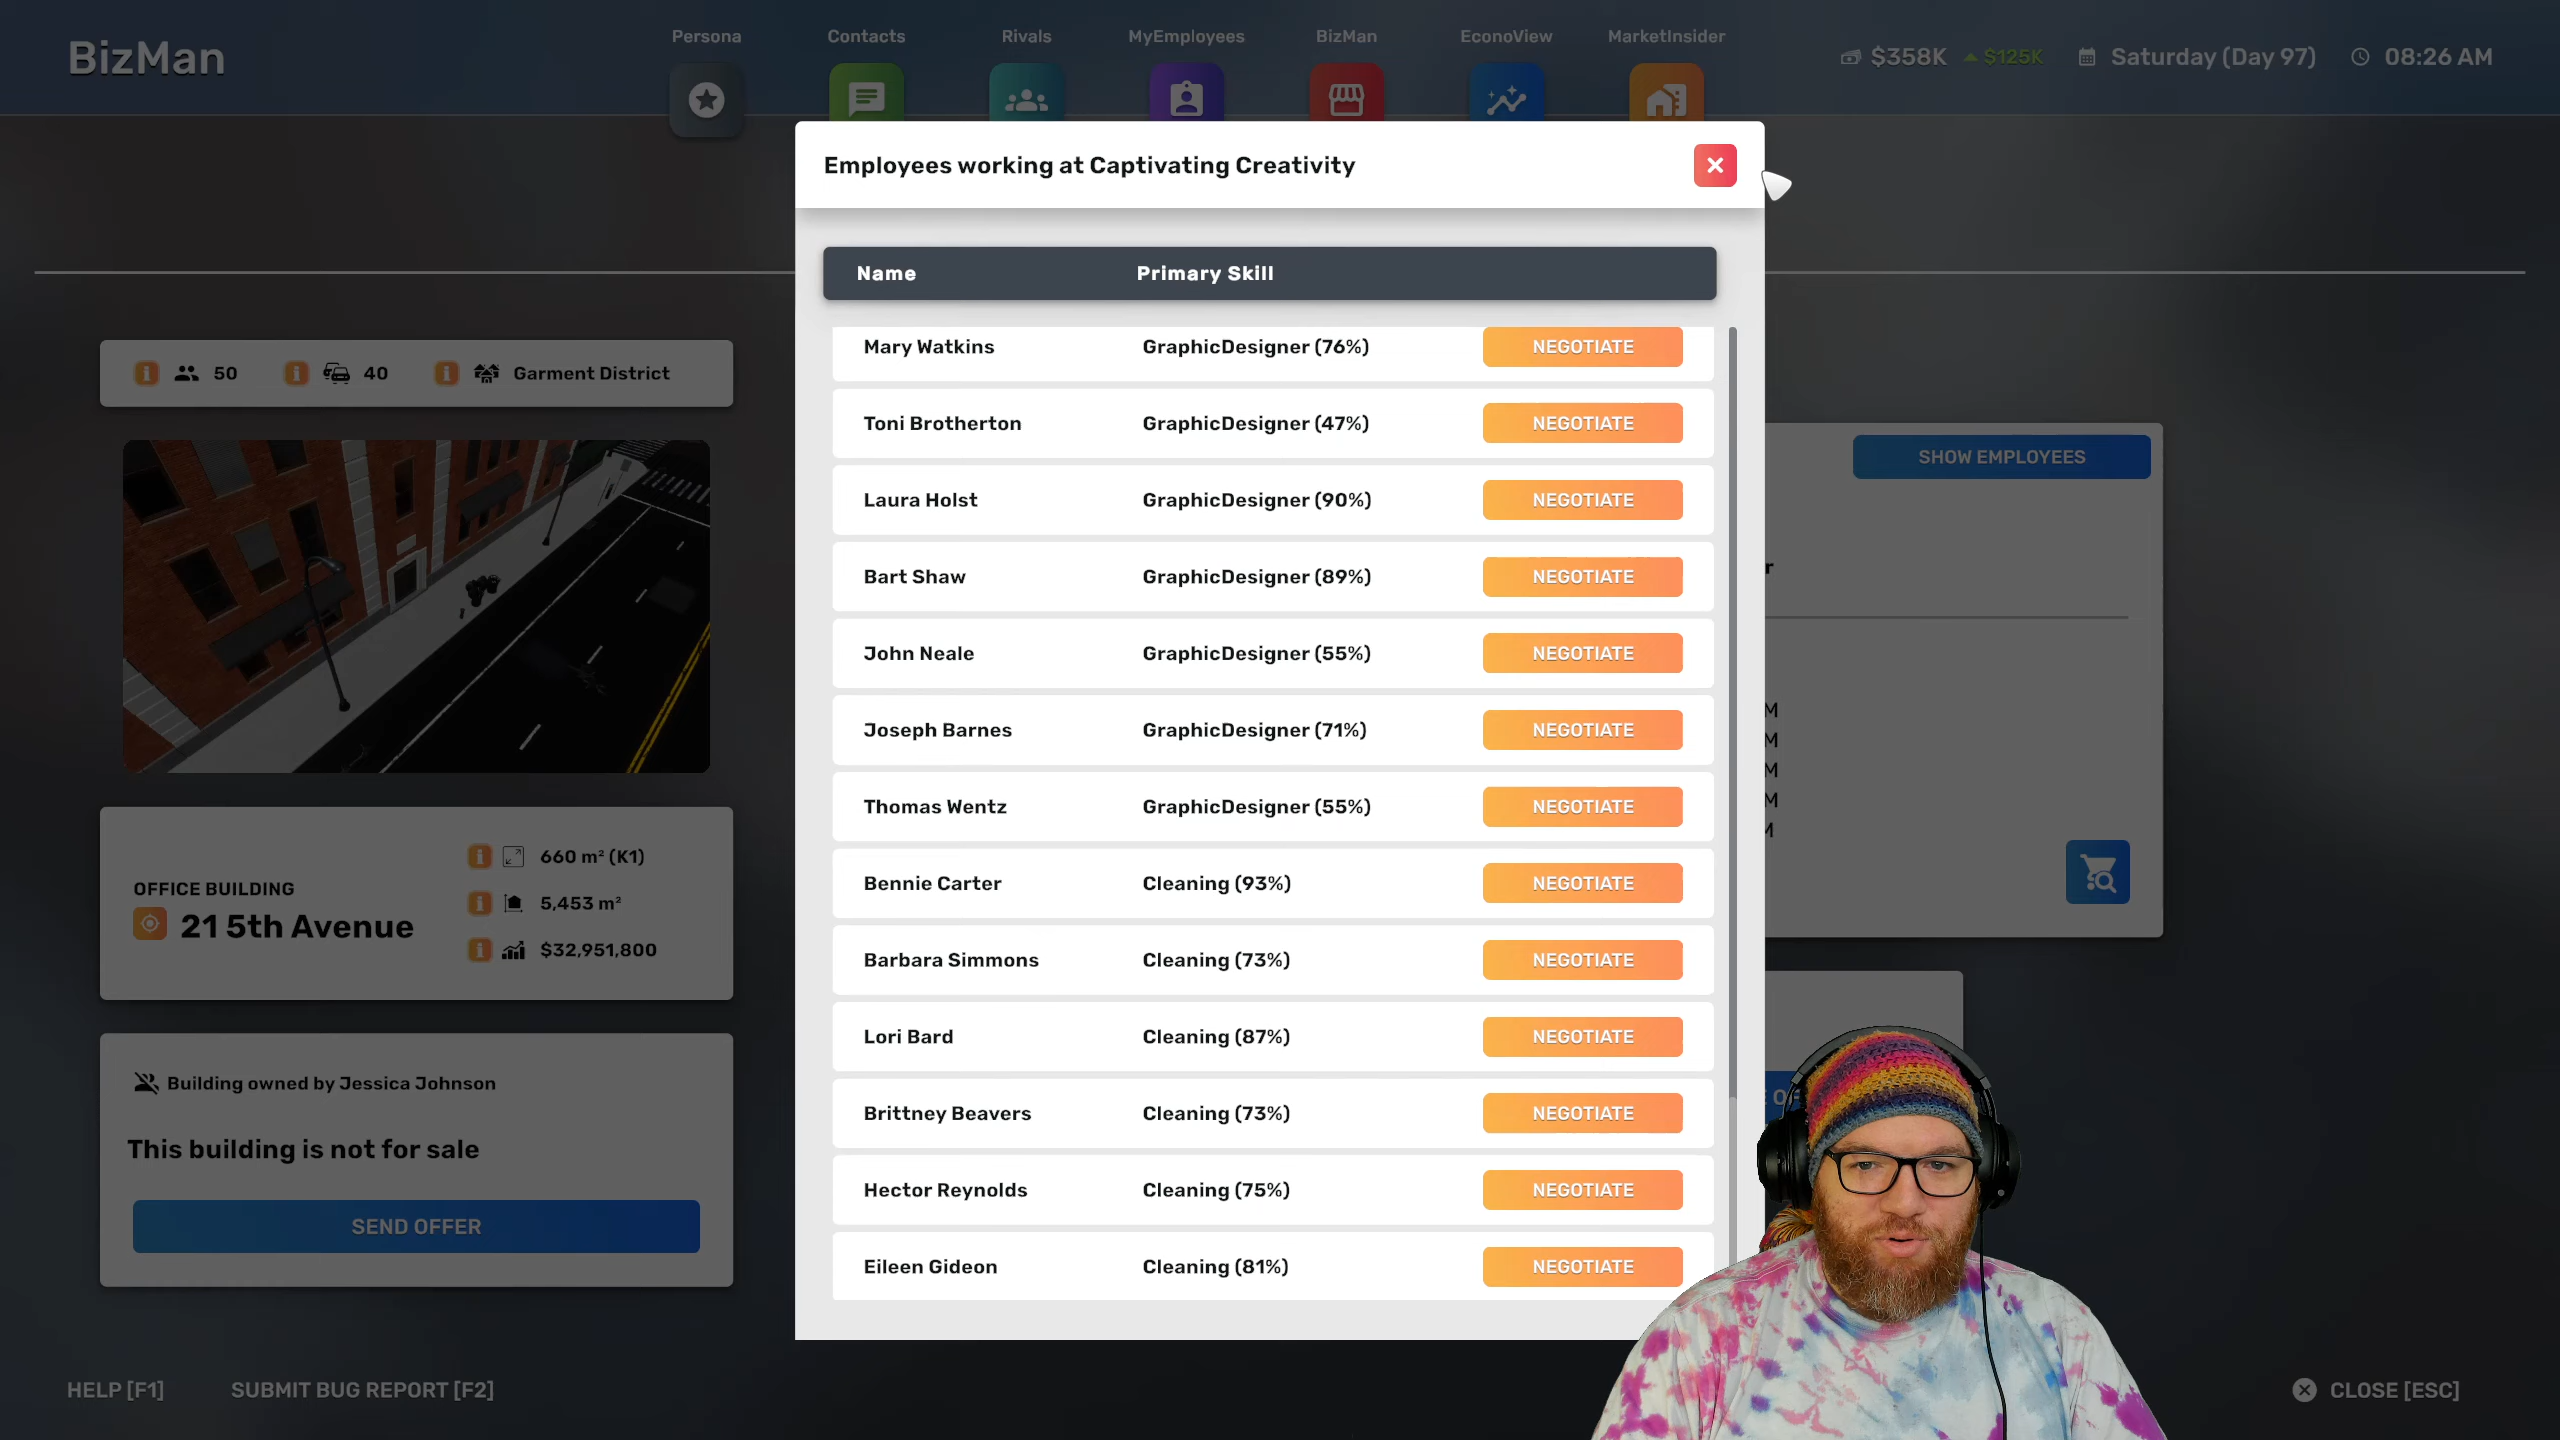 BizMan
Persona
Contacts
Rivals
MyEmployees
BizMan
EconoView
MarketInsider
$358K
$125K
Saturday (Day 97)
08:26 AM
Employees working at Captivating Creativity
Name Primary Skill
Mary Watkins GraphicDesigner (76%) NEGOTIATE
Toni Brotherton GraphicDesigner (47%) NEGOTIATE
Laura Holst GraphicDesigner (90%) NEGOTIATE
Bart Shaw GraphicDesigner (89%) NEGOTIATE
John Neale GraphicDesigner (55%) NEGOTIATE
Joseph Barnes GraphicDesigner (71%) NEGOTIATE
Thomas Wentz GraphicDesigner (55%) NEGOTIATE
Bennie Carter Cleaning (93%) NEGOTIATE
Barbara Simmons Cleaning (73%) NEGOTIATE
Lori Bard Cleaning (87%) NEGOTIATE
Brittney Beavers Cleaning (73%) NEGOTIATE
Hector Reynolds Cleaning (75%) NEGOTIATE
Eileen Gideon Cleaning (81%) NEGOTIATE
50
40
Garment District
OFFICE BUILDING
21 5th Avenue
660 m² (K1)
5,453 m²
$32,951,800
Building owned by Jessica Johnson
This building is not for sale
SEND OFFER
SHOW EMPLOYEES
HELP [F1]
SUBMIT BUG REPORT [F2]
CLOSE [ESC]